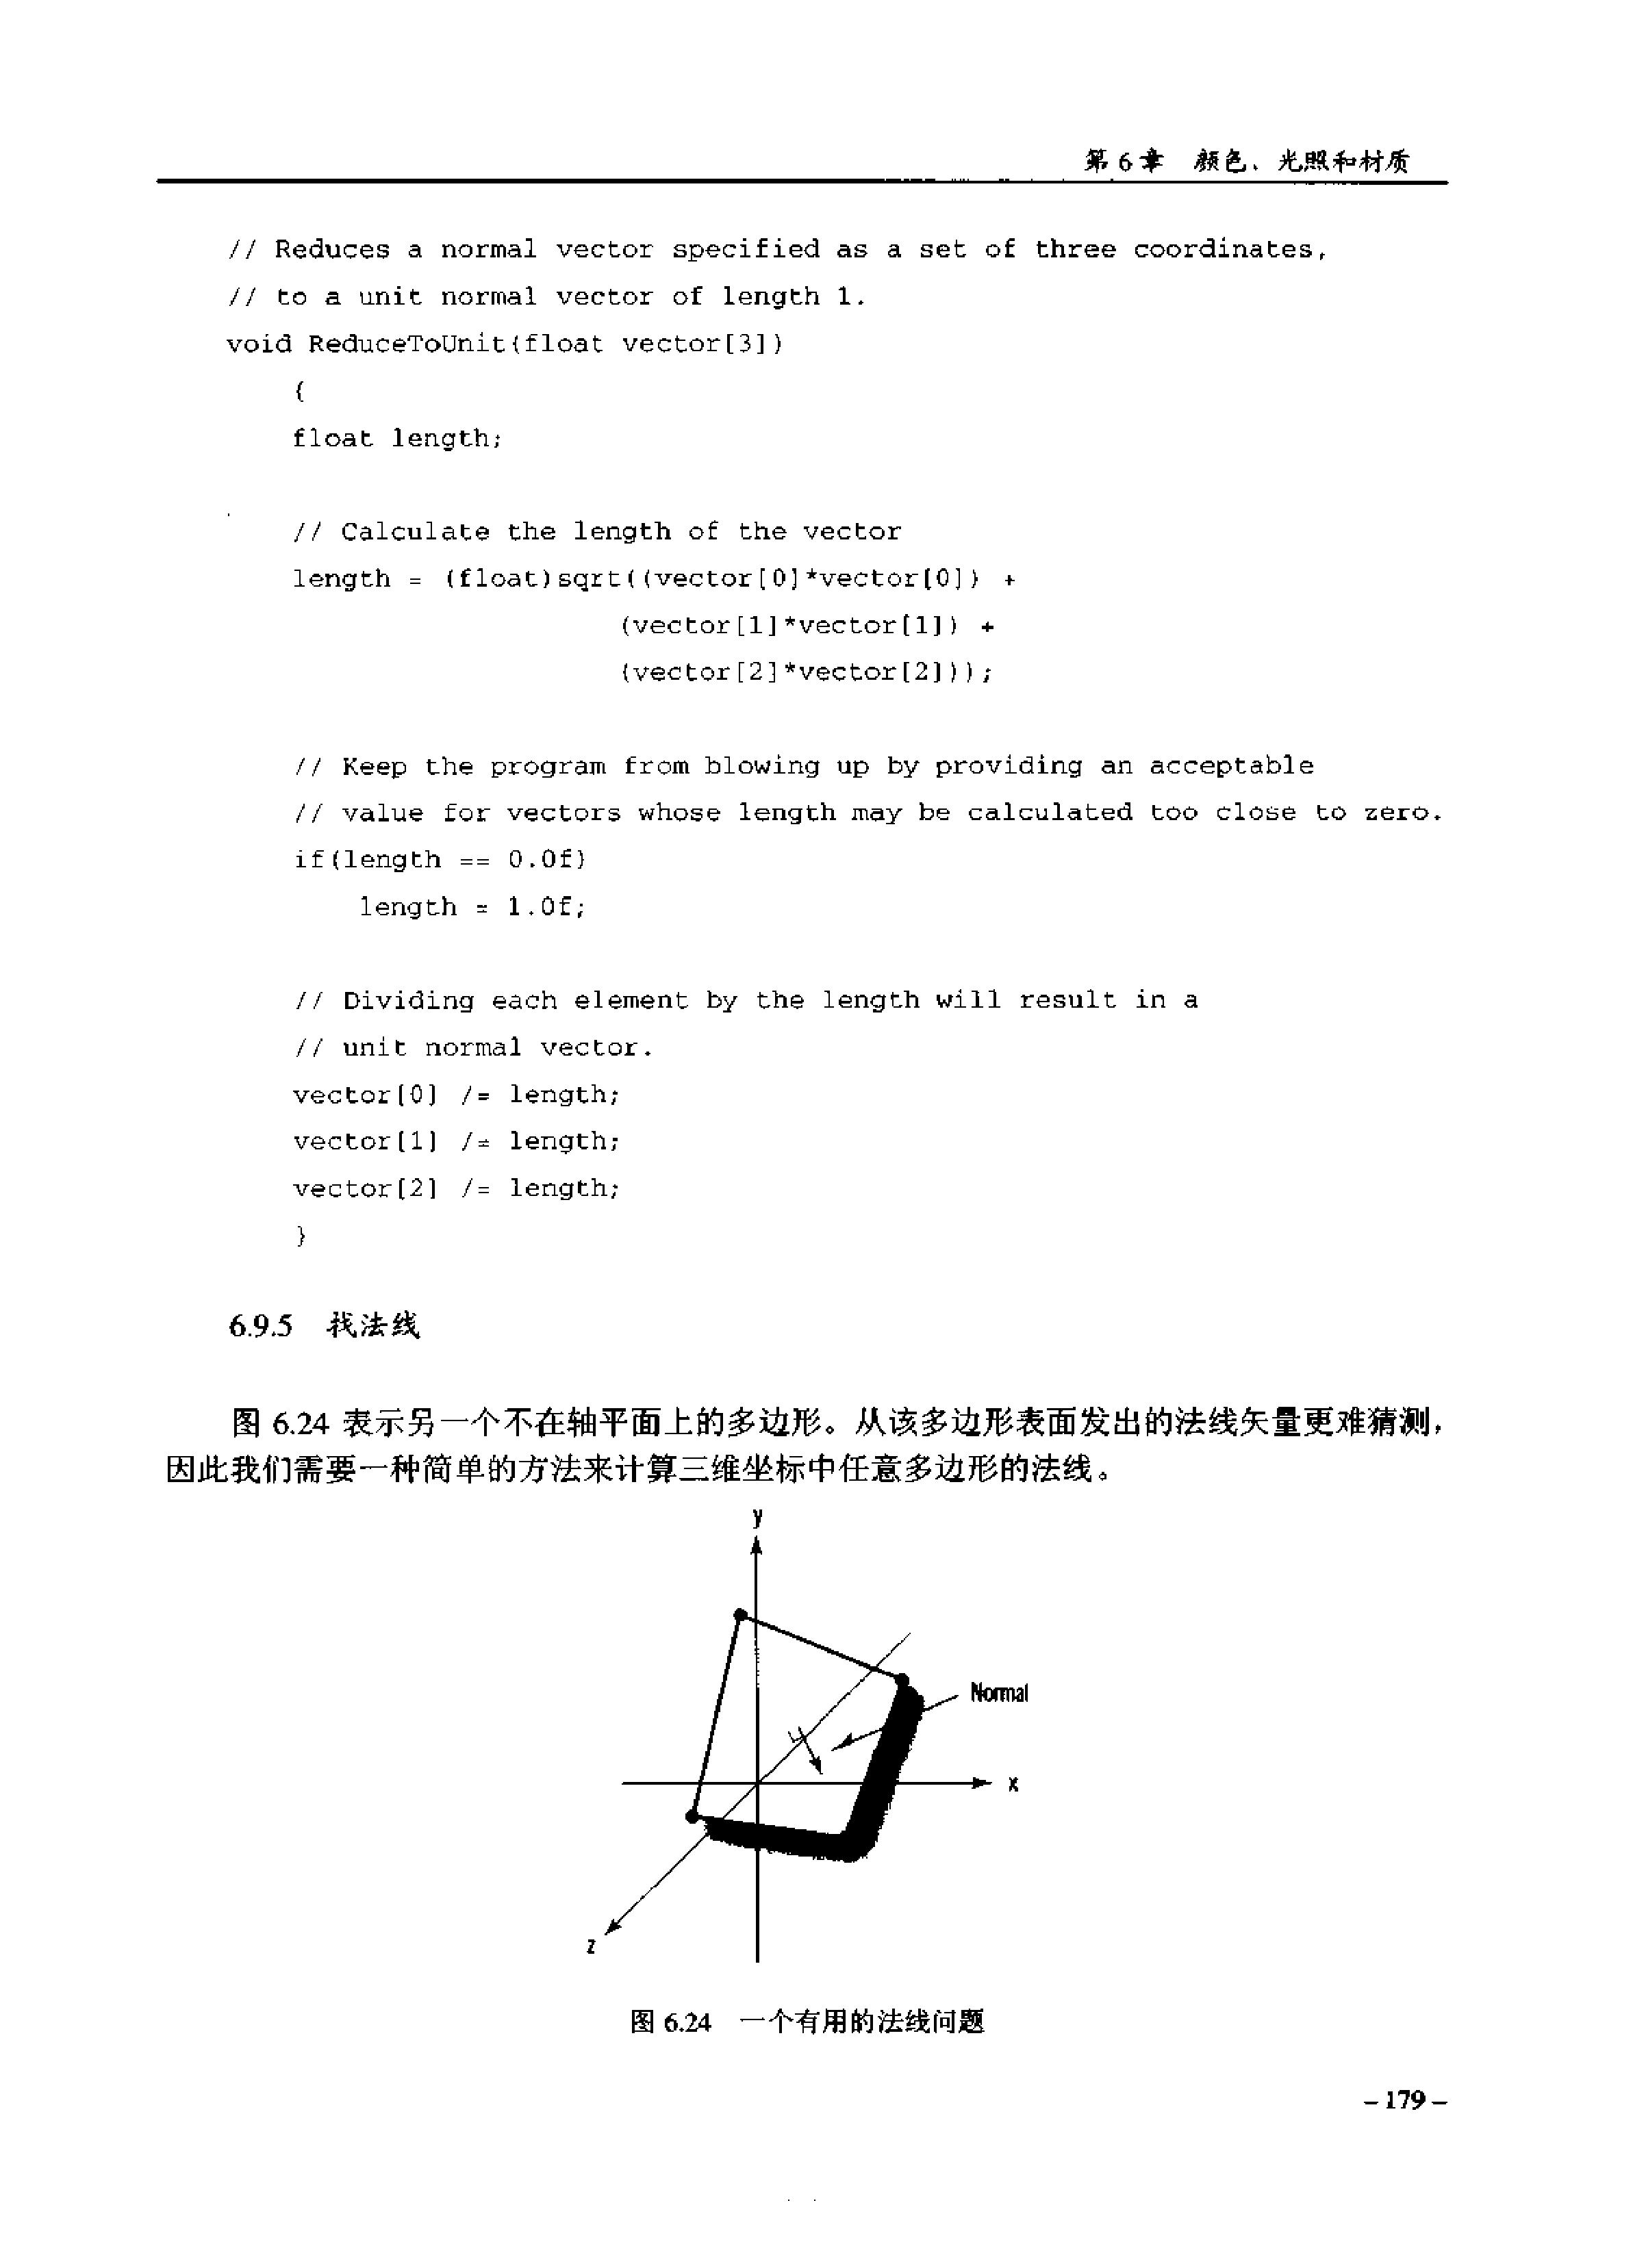 第 6 章 颜色、光照和材质
// Reduces a normal vector specified as a set of three coordinates,
// to a unit normal vector of length 1.
void ReduceToUnit(float vector[3])
{
float length;
// Calculate the length of the vector
length = (float)sqrt((vector[0]*vector[0]) +
(vector[1]*vector[1]) +
(vector[2]*vector[2]));
// Keep the program from blowing up by providing an acceptable
// value for vectors whose length may be calculated too close to zero.
if(length == 0.0f)
length = 1.0f;
// Dividing each element by the length will result in a
// unit normal vector.
vector[0] /= length;
vector[1] /= length;
vector[2] /= length;
}
6.9.5 找法线
图 6.24 表示另一个不在轴平面上的多边形。从该多边形表面发出的法线矢量更难猜测，
因此我们需要一种简单的方法来计算三维坐标中任意多边形的法线。
y
Normal
x
z
图 6.24 一个有用的法线问题
– 179 –